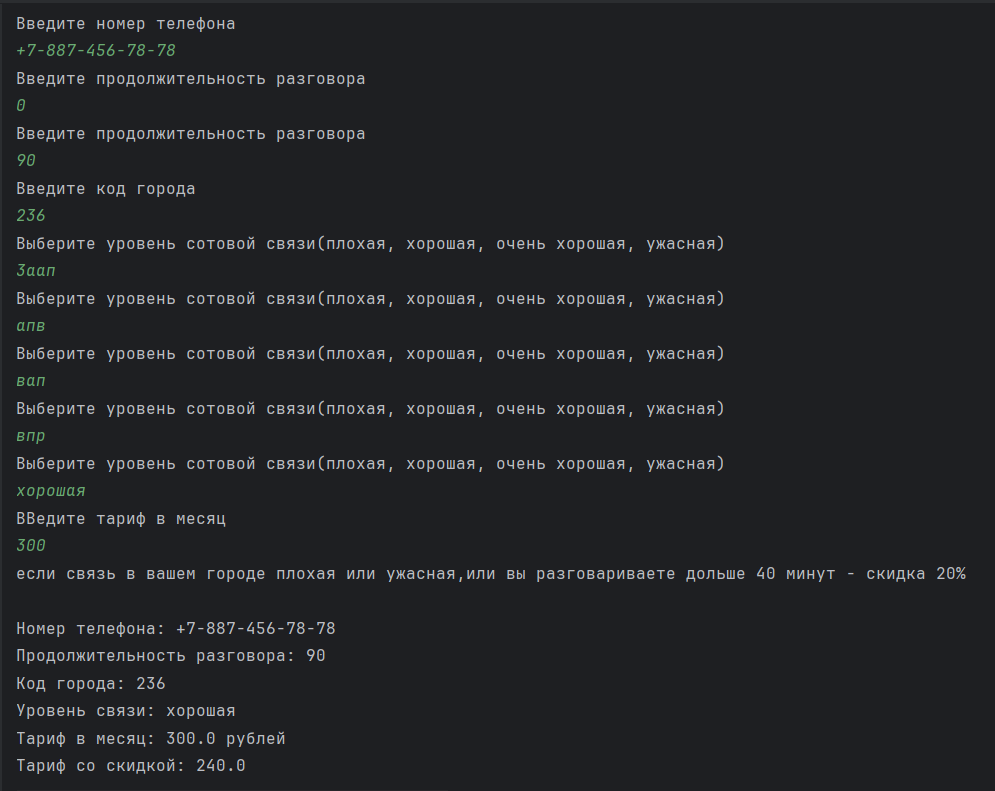 Введите номер телефона
+7-887-456-78-78
Введите продолжительность разговора
0
Введите продолжительность разговора
90
Введите код города
236
Выберите уровень сотовой связи(плохая, хорошая, очень хорошая, ужасная)
3аап
Выберите уровень сотовой связи(плохая, хорошая, очень хорошая, ужасная)
апв
Выберите уровень сотовой связи(плохая, хорошая, очень хорошая, ужасная)
вап
Выберите уровень сотовой связи(плохая, хорошая, очень хорошая, ужасная)
впр
Выберите уровень сотовой связи(плохая, хорошая, очень хорошая, ужасная)
хорошая
ВВедите тариф в месяц
300
если связь в вашем городе плохая или ужасная,или вы разговариваете дольше 40 минут - скидка 20%
Номер телефона: +7-887-456-78-78
Продолжительность разговора: 90
Код города: 236
Уровень связи: хорошая
Тариф в месяц: 300.0 рублей
Тариф со скидкой: 240.0